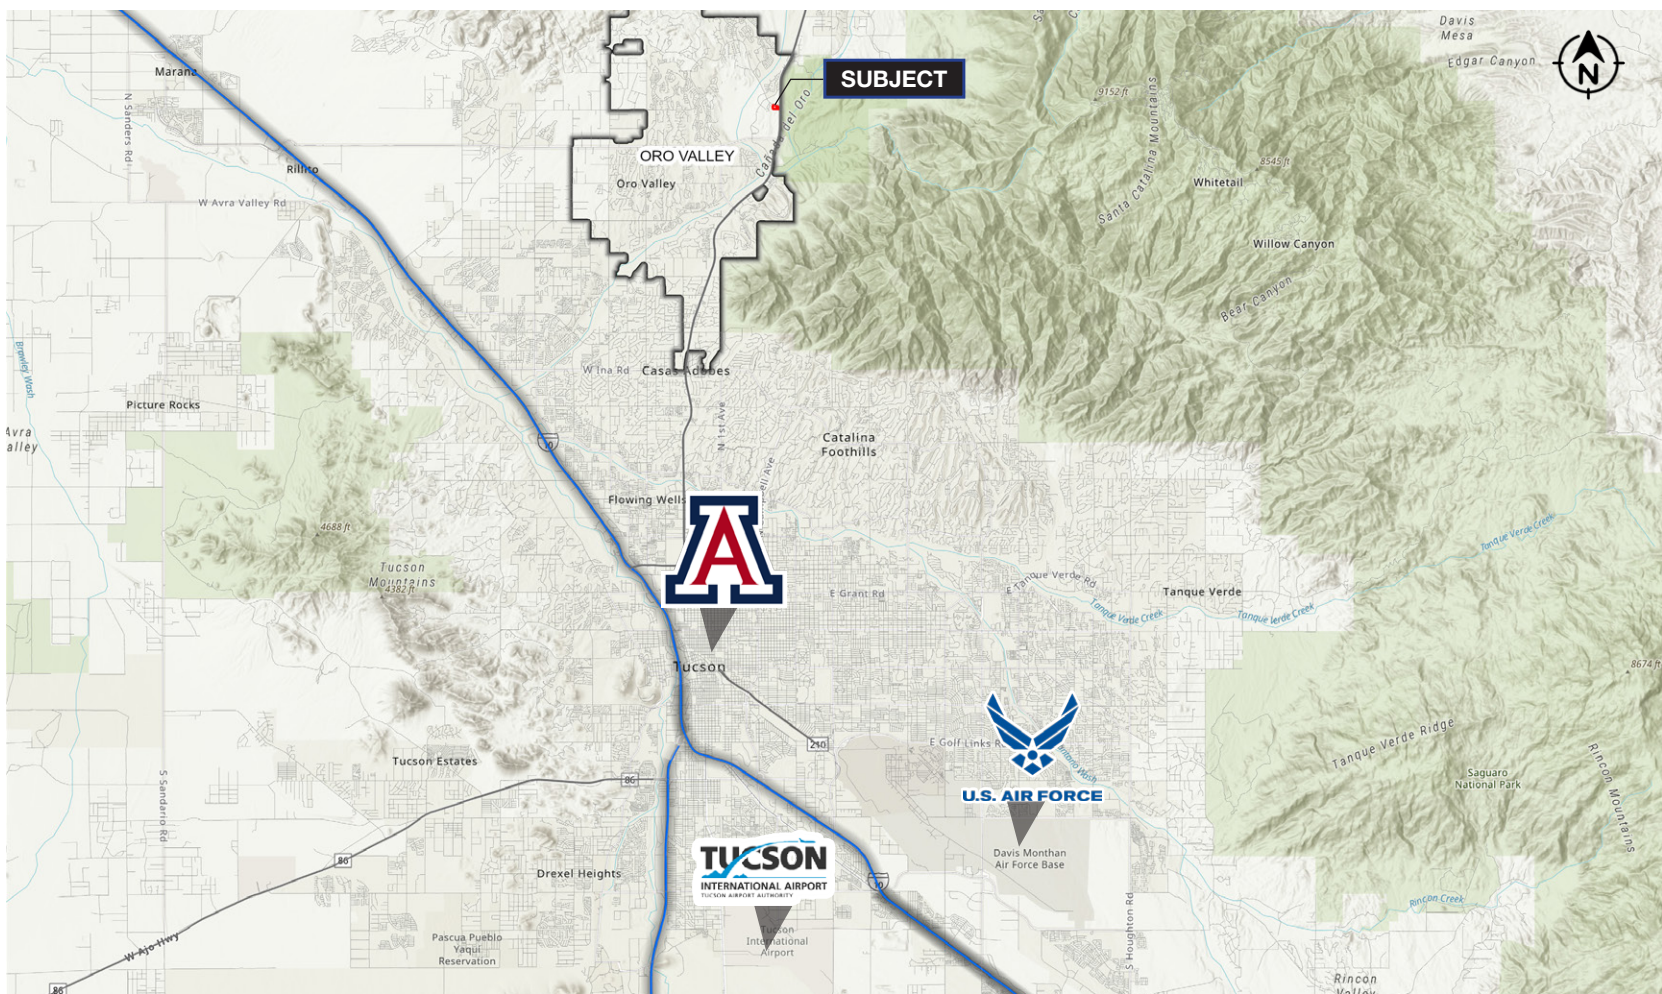 Davis
Mesa
Edgar Canyon
N
SUBJECT
Marana
N Sanders Rd
9152 ft
Cañada del Oro
Santa Catalina Mountains
8545 ft
ORO VALLEY
Oro Valley
Rillito
Whitetail
W Avra Valley Rd
Willow Canyon
Bear Canyon
Brawley Wash
W Ina Rd
Casas Adobes
Picture Rocks
N 1st Ave
Avra
alley
Catalina
Foothills
10
ell Ave
Flowing Wells
A
4688 ft
Tucson
Mountains
4382 ft
Tanque Verde Creek
E Tanque Verde Rd
E Grant Rd
Tanque Verde
Tanque Verde Creek
Tanque Verde Creek
Tucson
8674 ft
210
E Golf Links R
Tanque Verde Ridge
Rincon Mountains
Tucson Estates
86
U.S. AIR FORCE
Saguaro
National Park
S Sandario Rd
TUCSON
INTERNATIONAL AIRPORT
TUCSON AIRPORT AUTHORITY
Davis Monthan
Air Force Base
86
Drexel Heights
10
Rincon Creek
S Houghton Rd
W Ajo Hwy
Pascua Pueblo
Yaqui
Reservation
Tucson
International
Airport
86
Rincon
Valley